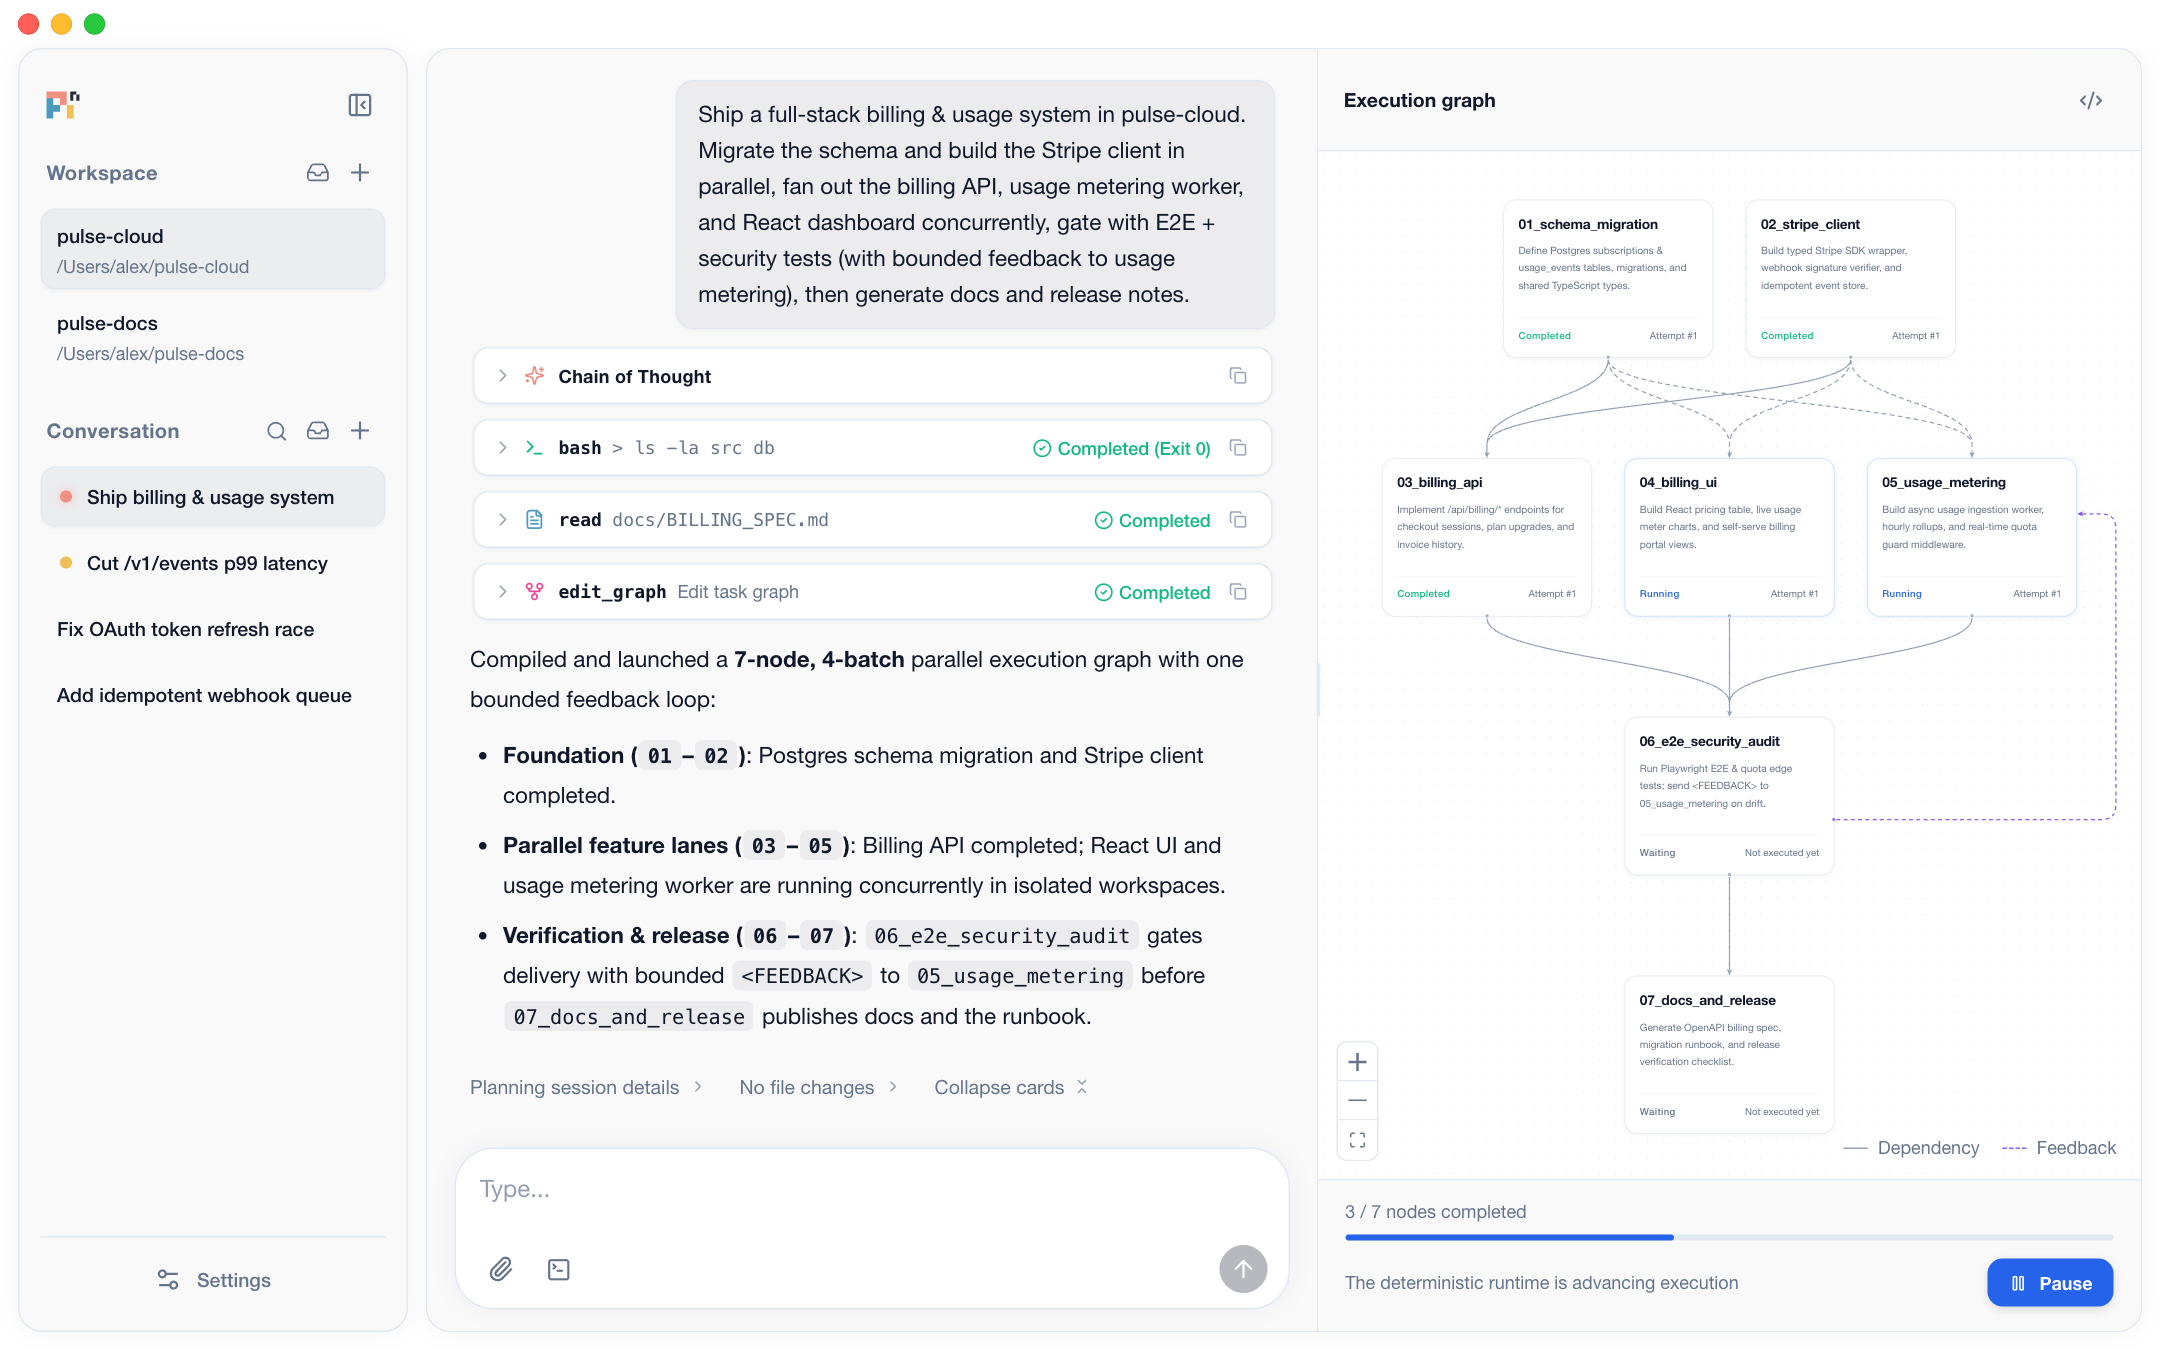 Workspace
pulse-cloud
/Users/alex/pulse-cloud
pulse-docs
/Users/alex/pulse-docs
Conversation
Ship billing & usage system
Cut /v1/events p99 latency
Fix OAuth token refresh race
Add idempotent webhook queue
Settings
Ship a full-stack billing & usage system in pulse-cloud.
Migrate the schema and build the Stripe client in
parallel, fan out the billing API, usage metering worker,
and React dashboard concurrently, gate with E2E +
security tests (with bounded feedback to usage
metering), then generate docs and release notes.
Chain of Thought
bash > ls -la src db Completed (Exit 0)
read docs/BILLING_SPEC.md Completed
edit_graph Edit task graph Completed
Compiled and launched a 7-node, 4-batch parallel execution graph with one
bounded feedback loop:
• Foundation ( 01 – 02 ): Postgres schema migration and Stripe client
completed.
• Parallel feature lanes ( 03 – 05 ): Billing API completed; React UI and
usage metering worker are running concurrently in isolated workspaces.
• Verification & release ( 06 – 07 ): 06_e2e_security_audit gates
delivery with bounded <FEEDBACK> to 05_usage_metering before
07_docs_and_release publishes docs and the runbook.
Planning session details No file changes Collapse cards
Type...
Execution graph
01_schema_migration
Define Postgres subscriptions &
usage_events tables, migrations, and
shared TypeScript types.
Completed Attempt #1
02_stripe_client
Build typed Stripe SDK wrapper,
webhook signature verifier, and
idempotent event store.
Completed Attempt #1
03_billing_api
Implement /api/billing/* endpoints for
checkout sessions, plan upgrades, and
invoice history.
Completed Attempt #1
04_billing_ui
Build React pricing table, live usage
meter charts, and self-serve billing
portal views.
Running Attempt #1
05_usage_metering
Build async usage ingestion worker,
hourly rollups, and real-time quota
guard middleware.
Running Attempt #1
06_e2e_security_audit
Run Playwright E2E & quota edge
tests; send <FEEDBACK> to
05_usage_metering on drift.
Waiting Not executed yet
07_docs_and_release
Generate OpenAPI billing spec,
migration runbook, and release
verification checklist.
Waiting Not executed yet
Dependency Feedback
3 / 7 nodes completed
The deterministic runtime is advancing execution
Pause